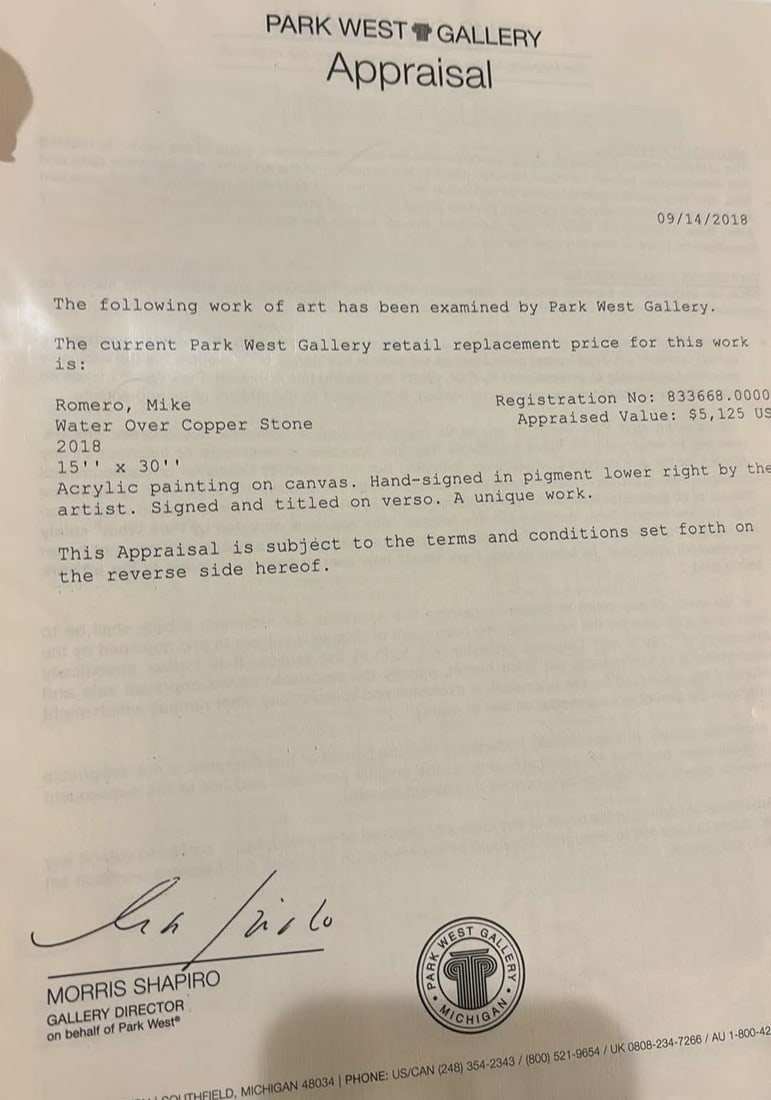 PARK WEST GALLERY
Appraisal
09/14/2018
The following work of art has been examined by Park West Gallery.
The current Park West Gallery retail replacement price for this work
is:
Romero, Mike
Registration No: 833668.0000
Water Over Copper Stone
Appraised Value: $5,125 US
2018
15'' x 30''
Acrylic painting on canvas. Hand-signed in pigment lower right by the
artist. Signed and titled on verso. A unique work.
This Appraisal is subject to the terms and conditions set forth on
the reverse side hereof.
MORRIS SHAPIRO
GALLERY DIRECTOR
on behalf of Park West®
PARK WEST GALLERY
• MICHIGAN •
SOUTHFIELD, MICHIGAN 48034 | PHONE: US/CAN (248) 354-2343 / (800) 521-9654 / UK 0808-234-7266 / AU 1-800-42